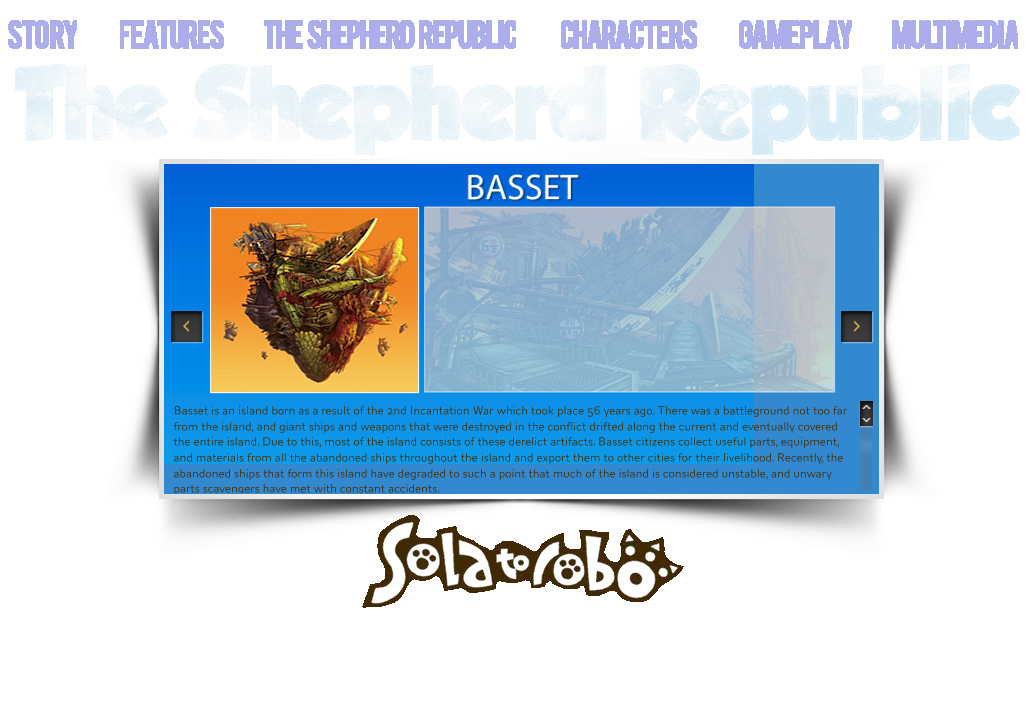 STORY FEATURES THE SHEPHERD REPUBLIC CHARACTERS GAMEPLAY MULTIMEDIA
The Shepherd Republic
BASSET
Basset is an island born as a result of the 2nd Incantation War which took place 56 years ago. There was a battleground not too far
from the island, and giant ships and weapons that were destroyed in the conflict drifted along the current and eventually covered
the entire island. Due to this, most of the island consists of these derelict artifacts. Basset citizens collect useful parts, equipment,
and materials from all the abandoned ships throughout the island and export them to other cities for their livelihood. Recently, the
abandoned ships that form this island have degraded to such a point that much of the island is considered unstable, and unwary
parts scavengers have met with constant accidents.
Solatorobo